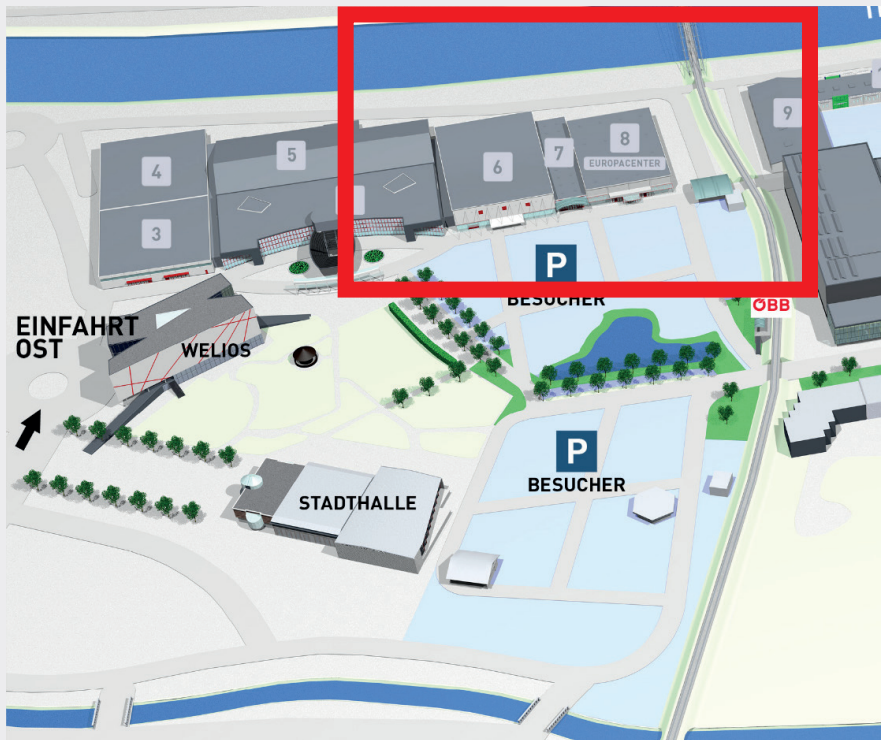 4
5
6
7
8
EUROPACENTER
9
3
P
BESUCHER
ÖBB
EINFAHRT
OST
WELIOS
P
BESUCHER
STADTHALLE